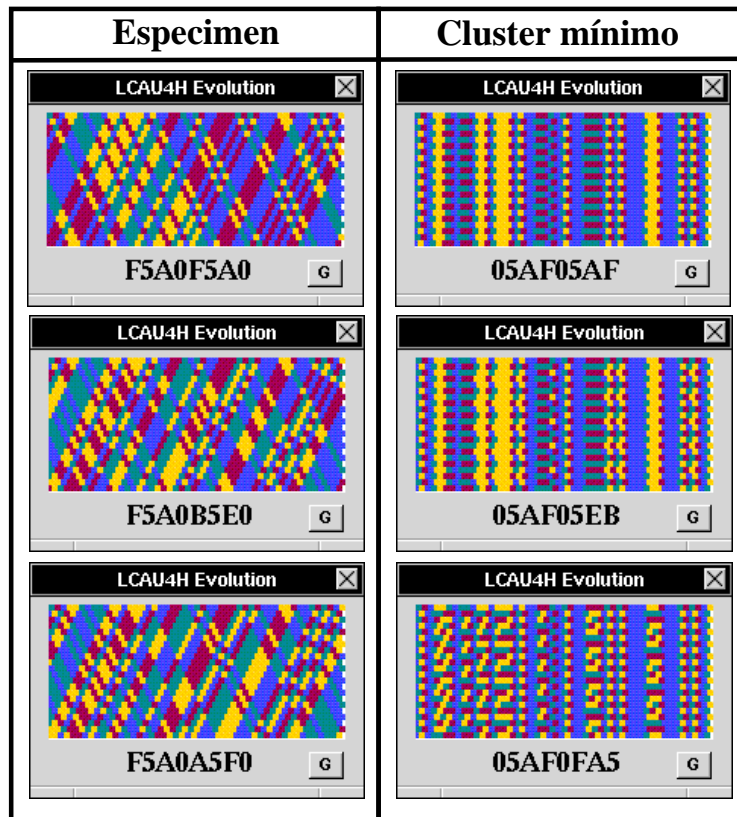 Especimen Cluster mínimo
LCAU4H Evolution LCAU4H Evolution
F5A0F5A0 G 05AF05AF G
LCAU4H Evolution LCAU4H Evolution
F5A0B5E0 G 05AF05EB G
LCAU4H Evolution LCAU4H Evolution
F5A0A5F0 G 05AF0FA5 G